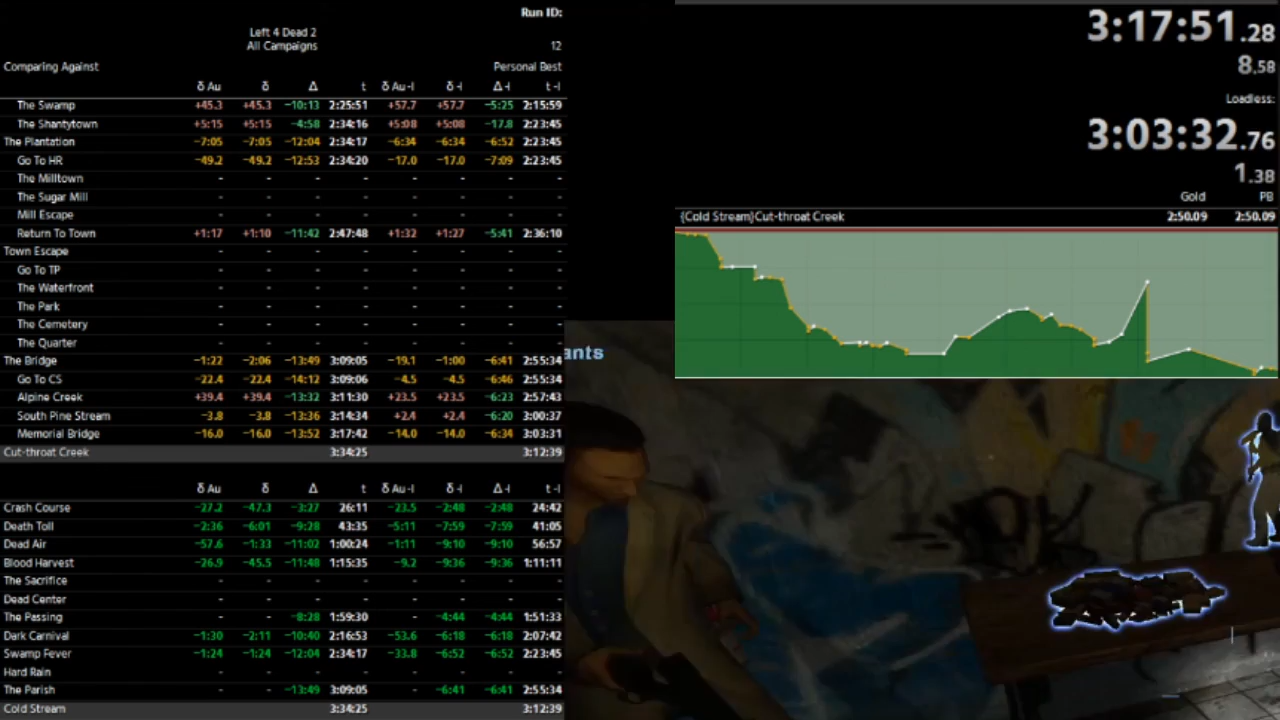 Run ID:
Left 4 Dead 2
All Campaigns
12
Comparing Against
Personal Best
δ Au δ Δ t δ Au -l δ -l Δ -l t -l
The Swamp +45.3 +45.3 −10:13 2:25:51 +57.7 +57.7 −5:25 2:15:59
The Shantytown +5:15 +5:15 −4:58 2:34:16 +5:08 +5:08 −17.8 2:23:45
The Plantation −7:05 −7:05 −12:04 2:34:17 −6:34 −6:34 −6:52 2:23:45
Go To HR −49.2 −49.2 −12:53 2:34:20 −17.0 −17.0 −7:09 2:23:45
The Milltown - - - - - - - -
The Sugar Mill - - - - - - - -
Mill Escape - - - - - - - -
Return To Town +1:17 +1:10 −11:42 2:47:48 +1:32 +1:27 −5:41 2:36:10
Town Escape - - - - - - - -
Go To TP - - - - - - - -
The Waterfront - - - - - - - -
The Park - - - - - - - -
The Cemetery - - - - - - - -
The Quarter - - - - - - - -
The Bridge −1:22 −2:06 −13:49 3:09:05 −19.1 −1:00 −6:41 2:55:34
Go To CS −22.4 −22.4 −14:12 3:09:06 −4.5 −4.5 −6:46 2:55:34
Alpine Creek +39.4 +39.4 −13:32 3:11:30 +23.5 +23.5 −6:23 2:57:43
South Pine Stream −3.8 −3.8 −13:36 3:14:34 +2.4 +2.4 −6:20 3:00:37
Memorial Bridge −16.0 −16.0 −13:52 3:17:42 −14.0 −14.0 −6:34 3:03:31
Cut-throat Creek 3:34:25 3:12:39
δ Au δ Δ t δ Au -l δ -l Δ -l t -l
Crash Course −27.2 −47.3 −3:27 26:11 −23.5 −2:48 −2:48 24:42
Death Toll −2:36 −6:01 −9:28 43:35 −5:11 −7:59 −7:59 41:05
Dead Air −57.6 −1:33 −11:02 1:00:24 −1:11 −9:10 −9:10 56:57
Blood Harvest −26.9 −45.5 −11:48 1:15:35 −9.2 −9:36 −9:36 1:11:11
The Sacrifice - - - - - - - -
Dead Center - - - - - - - -
The Passing - - −8:28 1:59:30 - −4:44 −4:44 1:51:33
Dark Carnival −1:30 −2:11 −10:40 2:16:53 −53.6 −6:18 −6:18 2:07:42
Swamp Fever −1:24 −1:24 −12:04 2:34:17 −33.8 −6:52 −6:52 2:23:45
Hard Rain - - - - - - - -
The Parish - - −13:49 3:09:05 - −6:41 −6:41 2:55:34
Cold Stream 3:34:25 3:12:39
3:17:51.28
8.58
Loadless:
3:03:32.76
1.38
Gold PB
{Cold Stream}Cut-throat Creek 2:50.09 2:50.09
ants